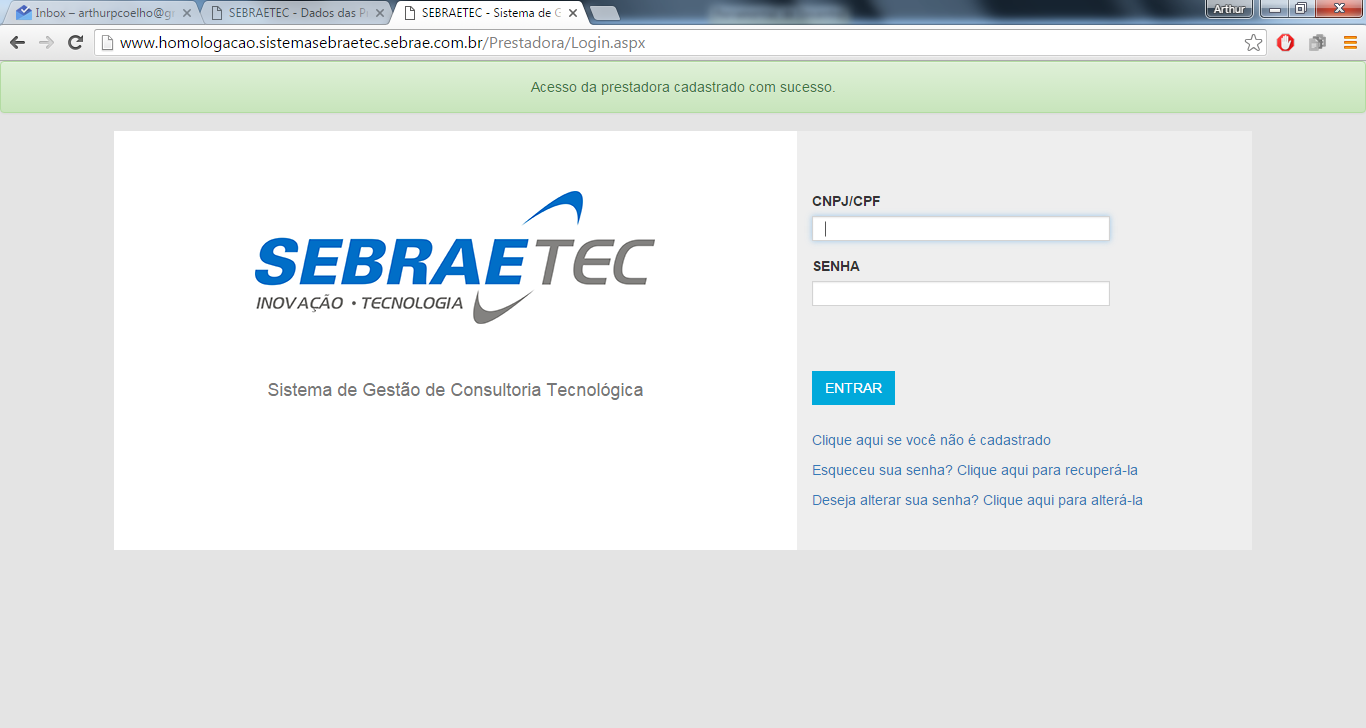 Inbox – arthurpcoelho@g
SEBRAETEC - Dados das P
SEBRAETEC - Sistema de G
Arthur
www.homologacao.sistemasebraetec.sebrae.com.br/Prestadora/Login.aspx
Acesso da prestadora cadastrado com sucesso.
SEBRAETEC
INOVAÇÃO • TECNOLOGIA
Sistema de Gestão de Consultoria Tecnológica
CNPJ/CPF
SENHA
ENTRAR
Clique aqui se você não é cadastrado
Esqueceu sua senha? Clique aqui para recuperá-la
Deseja alterar sua senha? Clique aqui para alterá-la